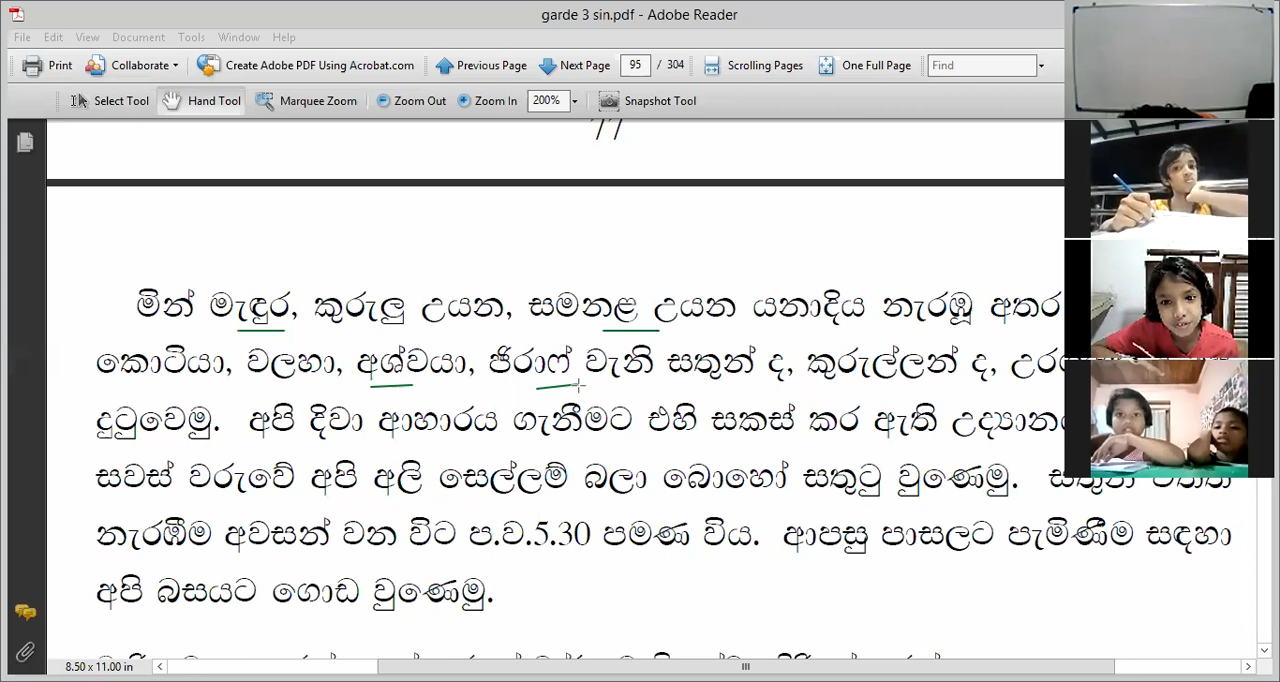 garde 3 sin.pdf - Adobe Reader
File Edit View Document Tools Window Help
Print Collaborate Create Adobe PDF Using Acrobat.com Previous Page Next Page 95 / 304 Scrolling Pages One Full Page Find
Select Tool Hand Tool Marquee Zoom Zoom Out Zoom In 200% Snapshot Tool
77
මින් මැඳුර, කුරුලු උයන, සමනළ උයන යනාදිය නැරඹූ අතර
කොටියා, වලහා, අශ්වයා, ජිරාෆ් වැනි සතුන් ද, කුරුල්ලන් ද,
දුටුවෙමු. අපි දිවා ආහාරය ගැනීමට එහි සකස් කර ඇති
සවස් වරුවේ අපි අලි සෙල්ලම් බලා බොහෝ සතුටු වුණෙමු.
නැරඹීම අවසන් වන විට ප.ව.5.30 පමණ විය. ආපසු පාසලට පැමිණීම සඳහා
අපි බසයට ගොඩ වුණෙමු.
8.50 x 11.00 in